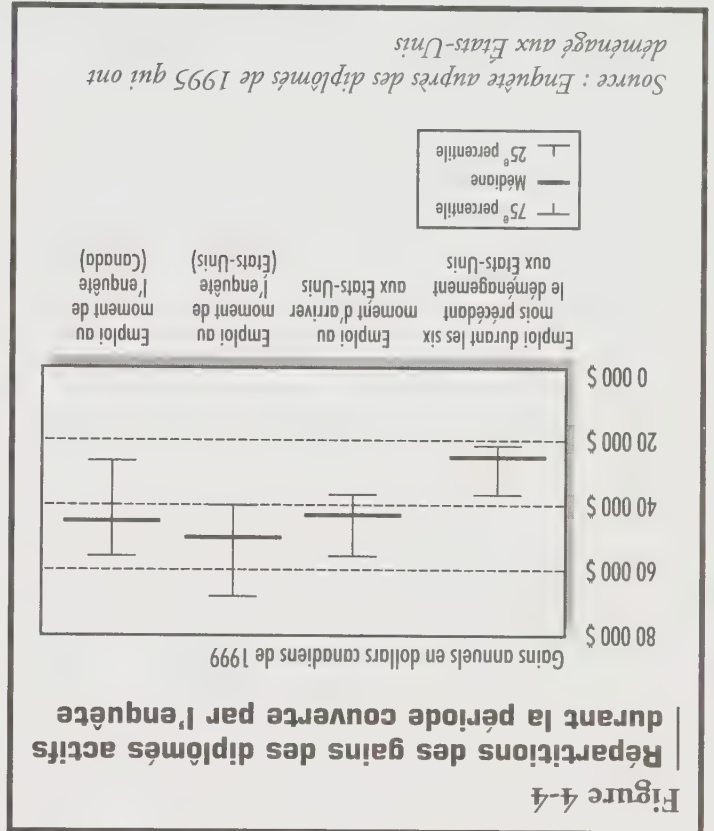 Figure 4-4
Répartitions des gains des diplômés actifs
durant la période couverte par l'enquête
Gains annuels en dollars canadiens de 1999
80 000 $
60 000 $
40 000 $
20 000 $
0 000 $
Emploi durant les six
mois précédant
le déménagement
aux États-Unis
Emploi au
moment d'arriver
aux États-Unis
Emploi au
moment de
l'enquête
(États-Unis)
Emploi au
moment de
l'enquête
(Canada)
75e percentile
Médiane
25e percentile
Source : Enquête auprès des diplômés de 1995 qui ont
déménagé aux États-Unis